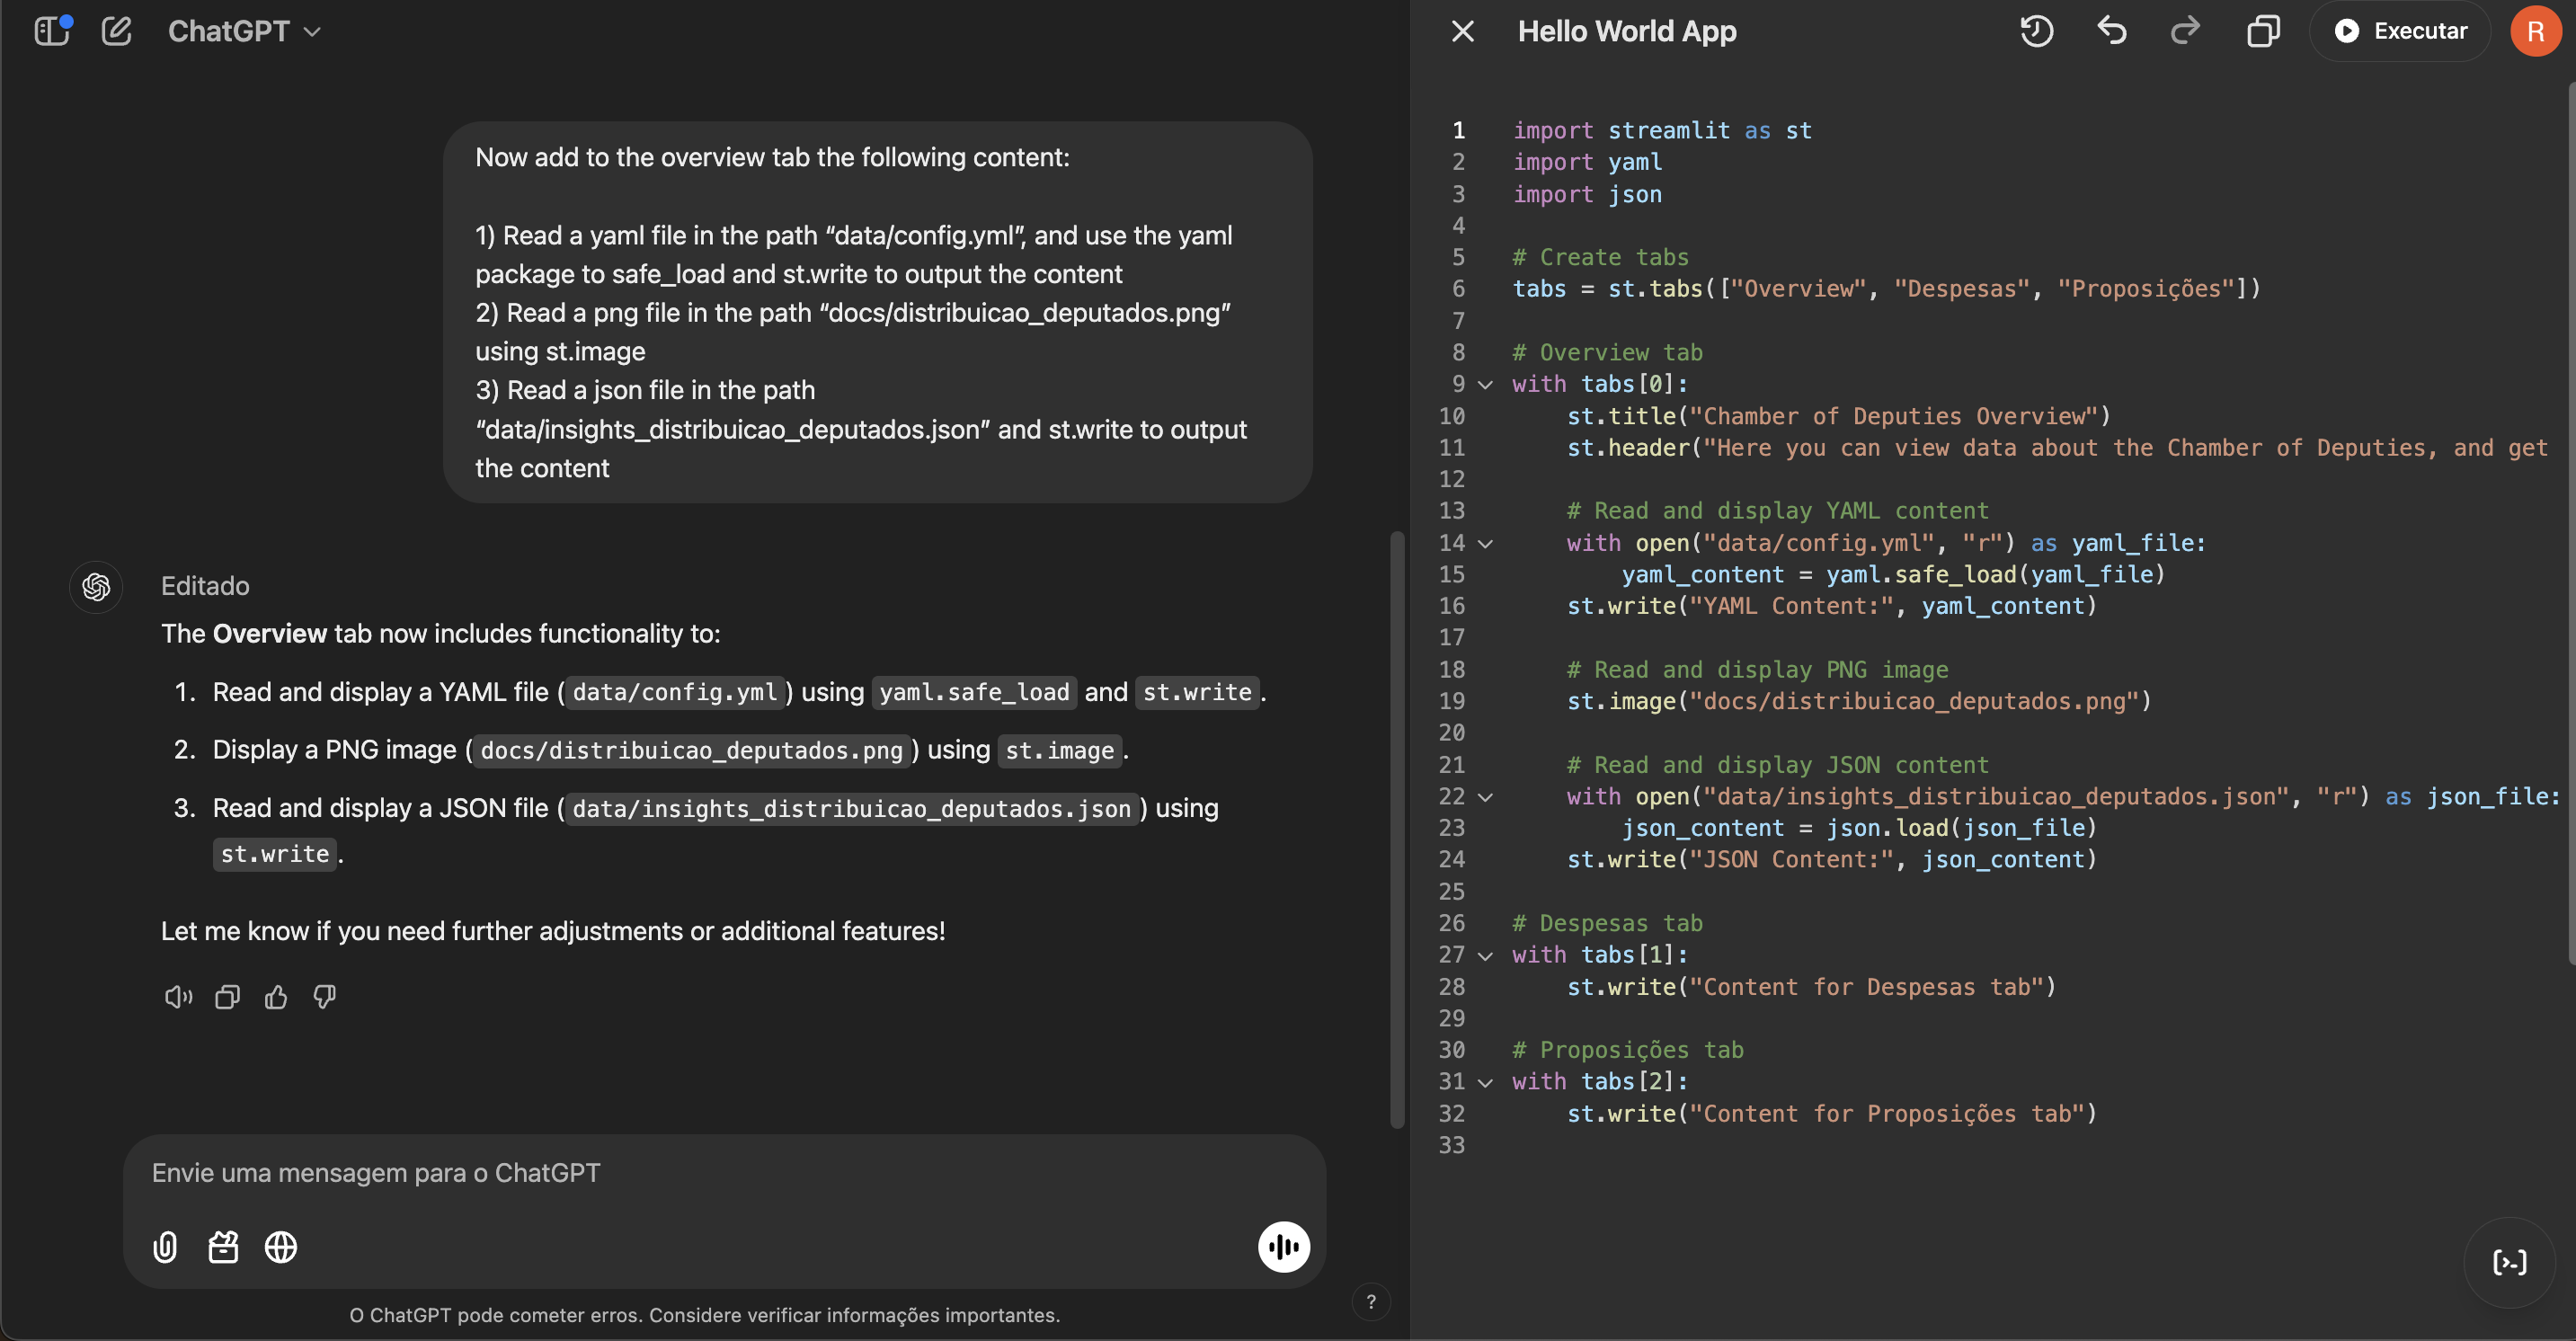 ChatGPT
Now add to the overview tab the following content:
1) Read a yaml file in the path “data/config.yml”, and use the yaml
package to safe_load and st.write to output the content
2) Read a png file in the path “docs/distribuicao_deputados.png”
using st.image
3) Read a json file in the path
“data/insights_distribuicao_deputados.json” and st.write to output
the content
Editado
The Overview tab now includes functionality to:
1. Read and display a YAML file ( data/config.yml ) using yaml.safe_load and st.write .
2. Display a PNG image ( docs/distribuicao_deputados.png ) using st.image .
3. Read and display a JSON file ( data/insights_distribuicao_deputados.json ) using
st.write .
Let me know if you need further adjustments or additional features!
Envie uma mensagem para o ChatGPT
O ChatGPT pode cometer erros. Considere verificar informações importantes.
?
Hello World App
Executar
R
1 import streamlit as st
2 import yaml
3 import json
4
5 # Create tabs
6 tabs = st.tabs(["Overview", "Despesas", "Proposições"])
7
8 # Overview tab
9 with tabs[0]:
10 st.title("Chamber of Deputies Overview")
11 st.header("Here you can view data about the Chamber of Deputies, and get
12
13 # Read and display YAML content
14 with open("data/config.yml", "r") as yaml_file:
15 yaml_content = yaml.safe_load(yaml_file)
16 st.write("YAML Content:", yaml_content)
17
18 # Read and display PNG image
19 st.image("docs/distribuicao_deputados.png")
20
21 # Read and display JSON content
22 with open("data/insights_distribuicao_deputados.json", "r") as json_file:
23 json_content = json.load(json_file)
24 st.write("JSON Content:", json_content)
25
26 # Despesas tab
27 with tabs[1]:
28 st.write("Content for Despesas tab")
29
30 # Proposições tab
31 with tabs[2]:
32 st.write("Content for Proposições tab")
33